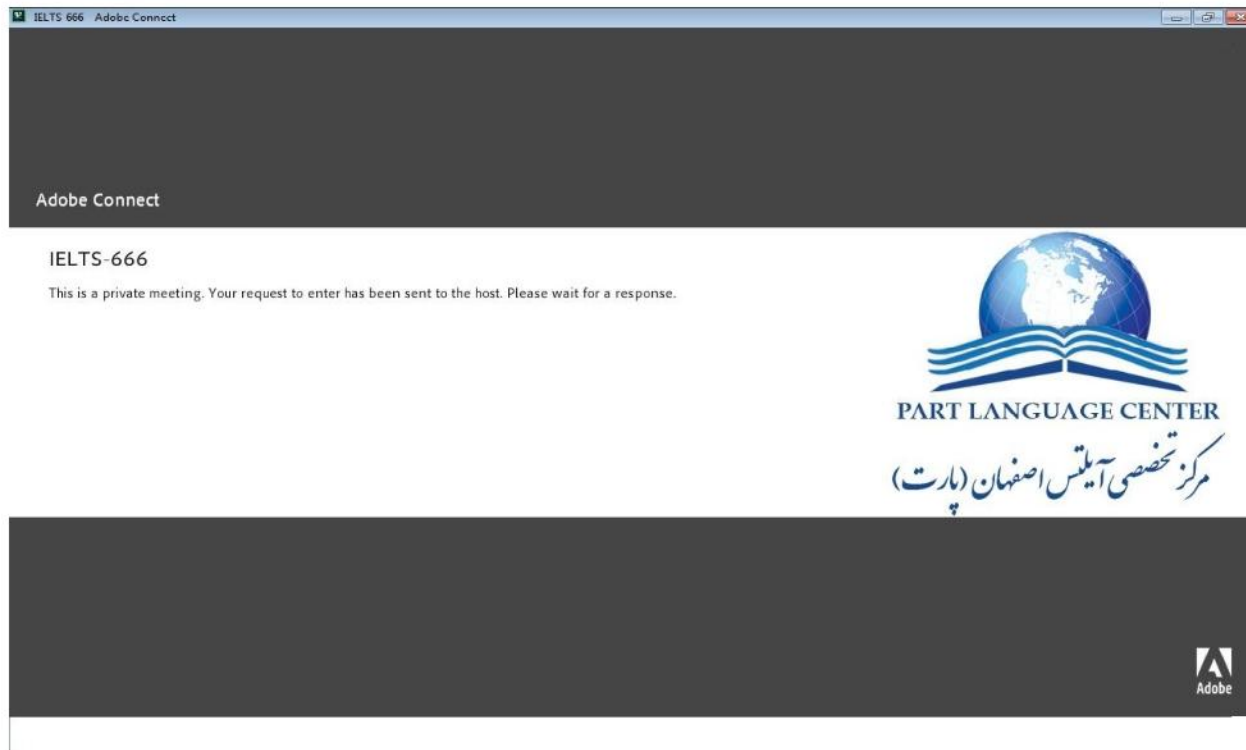 IELTS 666 Adobe Connect
Adobe Connect
IELTS-666
This is a private meeting. Your request to enter has been sent to the host. Please wait for a response.
PART LANGUAGE CENTER
مرکز تخصصی آیلتس اصفهان (پارت)
Adobe